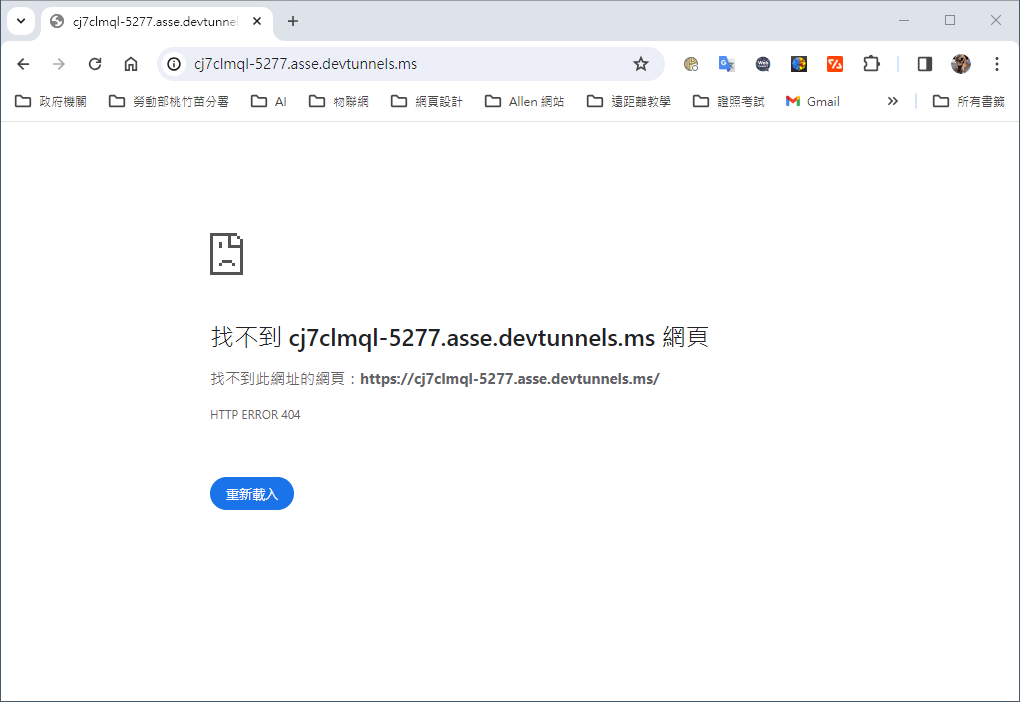 cj7clmql-5277.asse.devtunnel
cj7clmql-5277.asse.devtunnels.ms
政府機關 勞動部桃竹苗分署 AI 物聯網 網頁設計 Allen 網站 遠距離教學 證照考試 Gmail 所有書籤
找不到 cj7clmql-5277.asse.devtunnels.ms 網頁
找不到此網址的網頁：https://cj7clmql-5277.asse.devtunnels.ms/
HTTP ERROR 404
重新載入